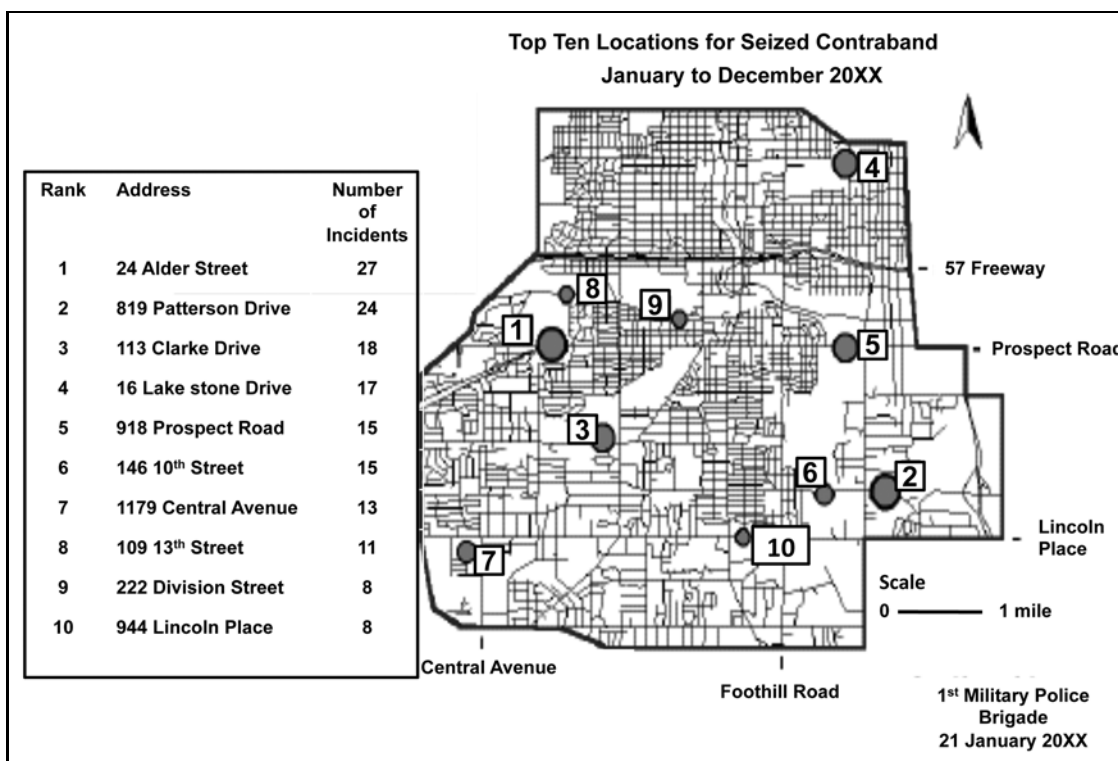 Top Ten Locations for Seized Contraband
January to December 20XX
Rank Address Number of Incidents
1 24 Alder Street 27
2 819 Patterson Drive 24
3 113 Clarke Drive 18
4 16 Lake stone Drive 17
5 918 Prospect Road 15
6 146 10th Street 15
7 1179 Central Avenue 13
8 109 13th Street 11
9 222 Division Street 8
10 944 Lincoln Place 8
4
57 Freeway
8
9
1
5
Prospect Road
3
6
2
10
7
Lincoln
Place
Scale
0 1 mile
Central Avenue
Foothill Road
1st Military Police
Brigade
21 January 20XX